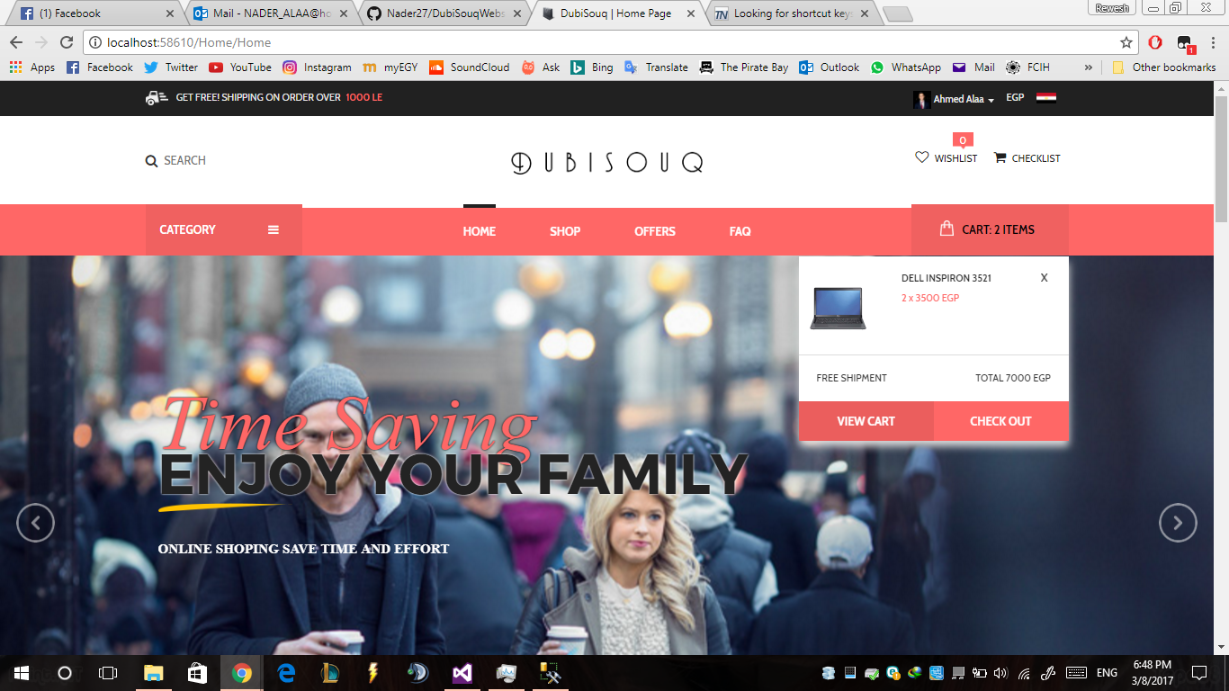 (1) Facebook
Mail - NADER_ALAA@ho
Nader27/DubiSouqWebs
DubiSouq | Home Page
TN Looking for shortcut key
Rewesh
localhost:58610/Home/Home
1
Apps
Facebook
Twitter
YouTube
Instagram
m myEGY
SoundCloud
Ask
Bing
Translate
The Pirate Bay
Outlook
WhatsApp
Mail
FCIH
»
Other bookmarks
GET FREE! SHIPPING ON ORDER OVER 1000 LE
Ahmed Alaa
EGP
SEARCH
DUBISOUQ
0
WISHLIST
CHECKLIST
CATEGORY
HOME
SHOP
OFFERS
FAQ
CART: 2 ITEMS
DELL INSPIRON 3521
X
2 x 3500 EGP
FREE SHIPMENT
TOTAL 7000 EGP
VIEW CART
CHECK OUT
Time Saving
ENJOY YOUR FAMILY
ONLINE SHOPING SAVE TIME AND EFFORT
ENG
6:48 PM
3/8/2017